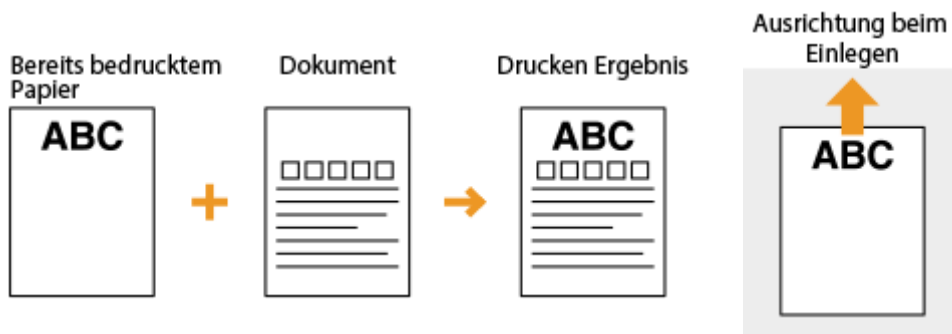 Ausrichtung beim
Einlegen
Bereits bedrucktem
Papier
Dokument
Drucken Ergebnis
ABC
ABC
ABC